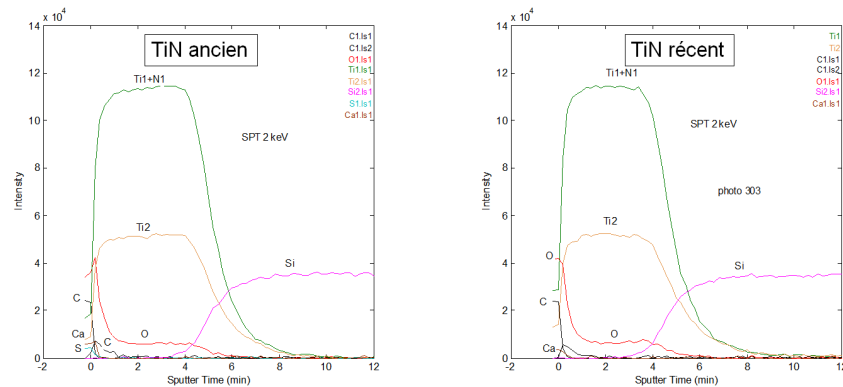 x 10⁴
14
12
10
8
6
4
2
0
Intensity
TiN ancien
C1.ls1
C1.ls2
O1.ls1
Ti1.ls1
Ti2.ls1
Si2.ls1
S1.ls1
Ca1.ls1
Ti1+N1
SPT 2 keV
Ti2
Si
C
Ca
S
C
O
0 2 4 6 8 10 12
Sputter Time (min)
x 10⁴
14
12
10
8
6
4
2
0
Intensity
TiN récent
Ti1
Ti2
C1.ls1
C1.ls2
O1.ls1
Si2.ls1
Ca1.ls1
Ti1+N1
SPT 2 keV
photo 303
Ti2
Si
O
C
Ca
O
-2 0 2 4 6 8 10 12
Sputter Time (min)